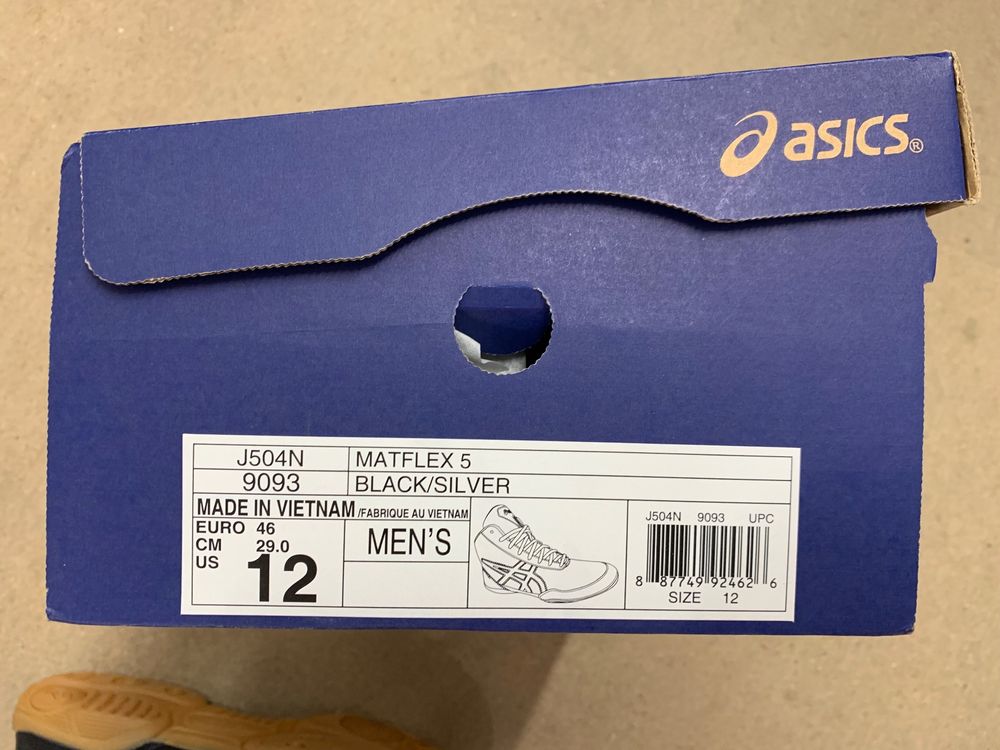 asics®
J504N MATFLEX 5
9093 BLACK/SILVER
MADE IN VIETNAM /FABRIQUE AU VIETNAM
EURO 46
CM 29.0
US 12
MEN'S
J504N 9093 UPC
8 87749 92462 6
SIZE 12